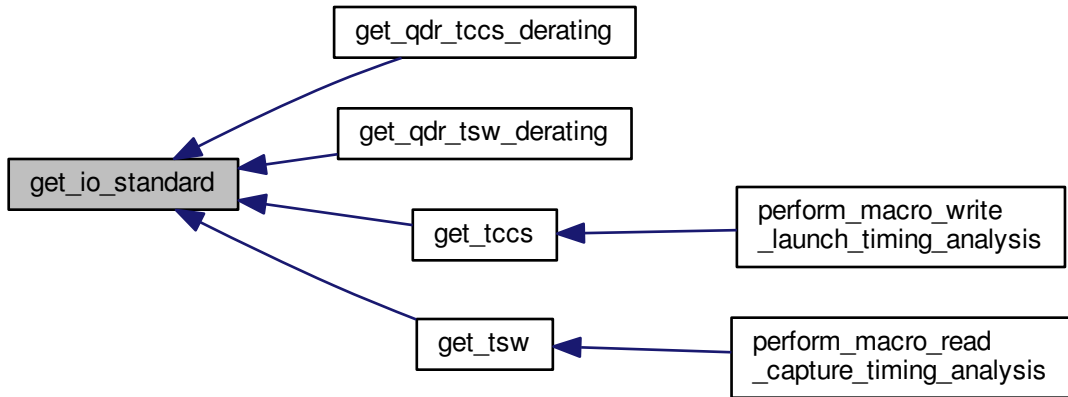 get_qdr_tccs_derating
get_qdr_tsw_derating
get_io_standard
get_tccs
perform_macro_write
_launch_timing_analysis
get_tsw
perform_macro_read
_capture_timing_analysis